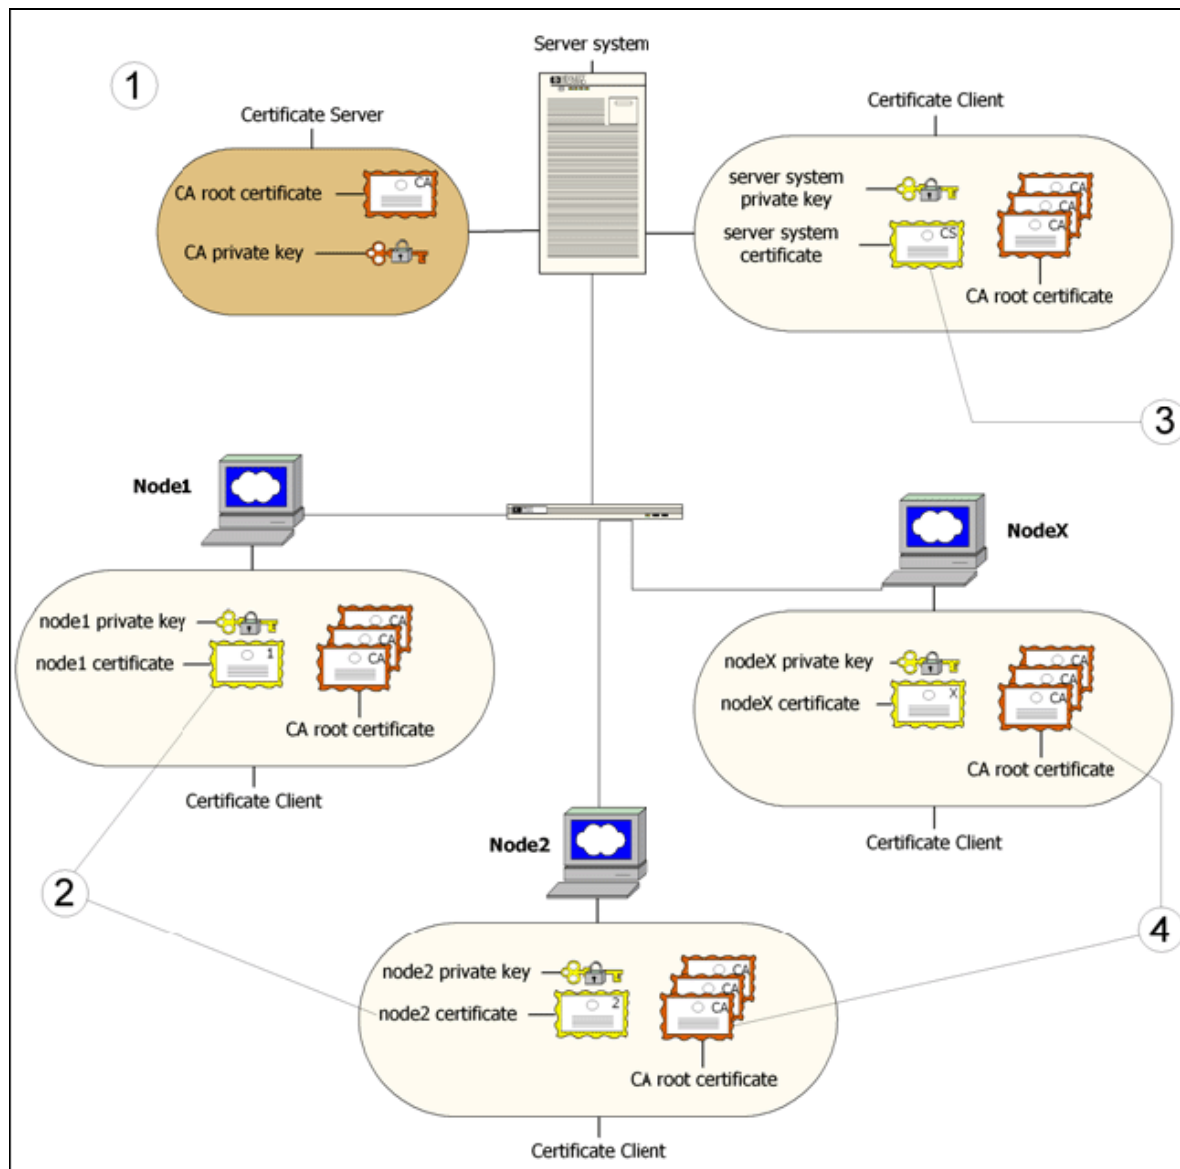 Server system
1
Certificate Server
CA root certificate
CA
CA private key
Certificate Client
server system
private key
server system
certificate
CS
CA
CA
CA
CA root certificate
3
Node1
node1 private key
node1 certificate
1
CA
CA
CA
CA root certificate
Certificate Client
NodeX
nodeX private key
nodeX certificate
X
CA
CA
CA
CA root certificate
Certificate Client
2
Node2
4
node2 private key
node2 certificate
2
CA
CA
CA
CA root certificate
Certificate Client